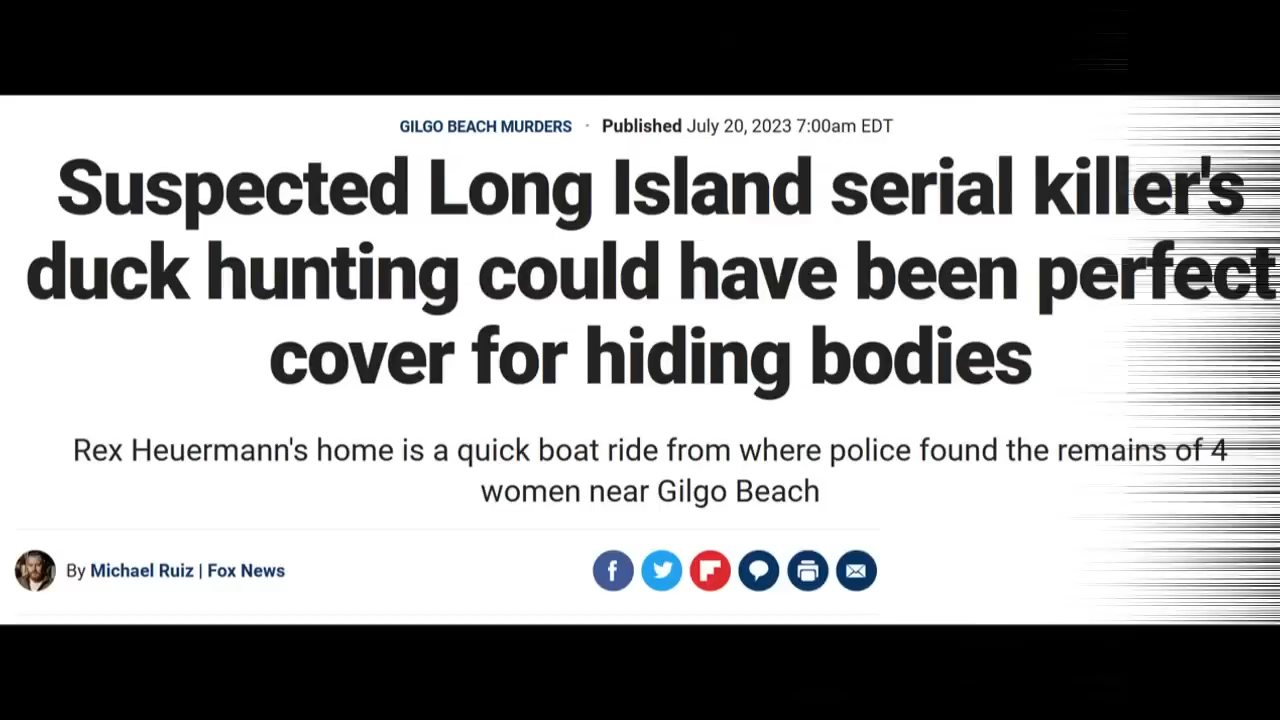 GILGO BEACH MURDERS · Published July 20, 2023 7:00am EDT
Suspected Long Island serial killer's
duck hunting could have been perfect
cover for hiding bodies
Rex Heuermann's home is a quick boat ride from where police found the remains of 4
women near Gilgo Beach
By Michael Ruiz | Fox News